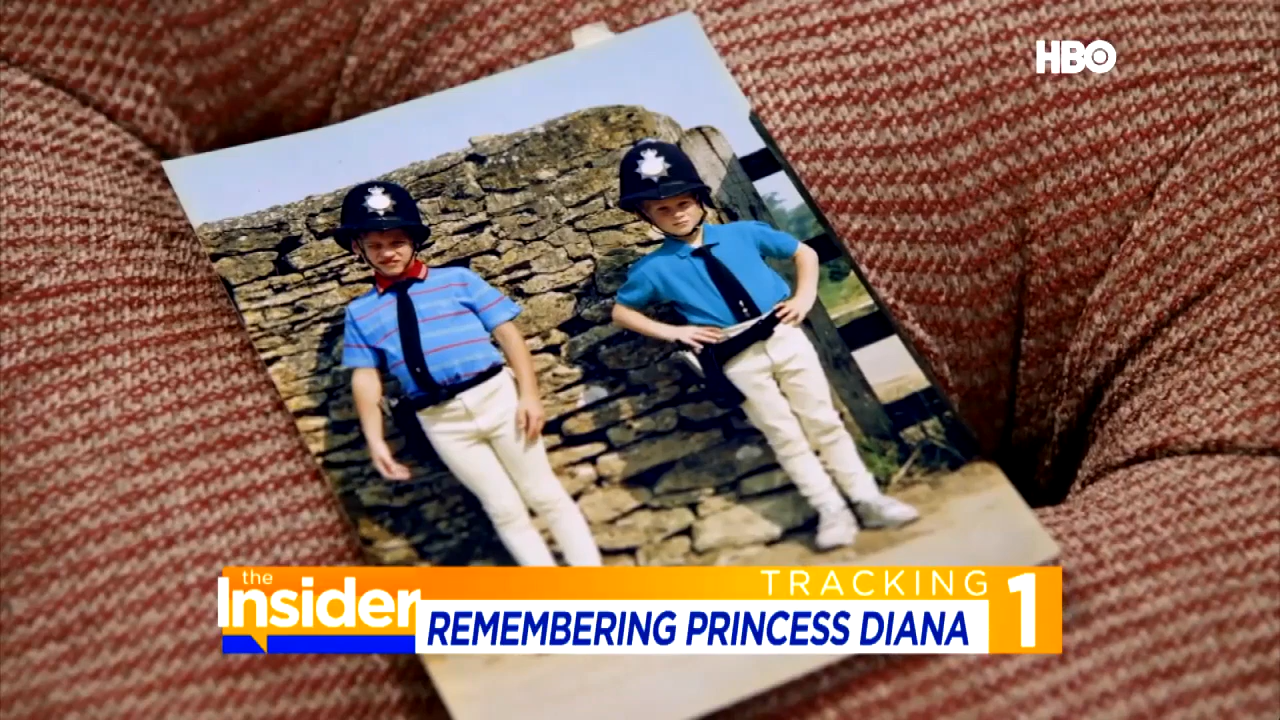 HBO
the
Insider
TRACKING
1
REMEMBERING PRINCESS DIANA